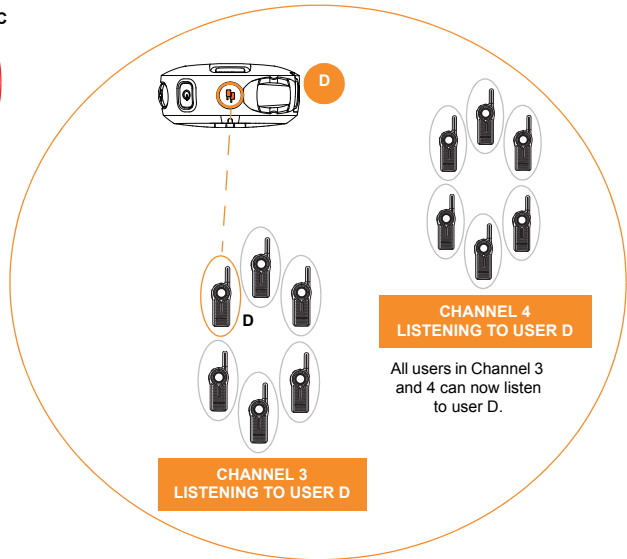 C
D
D
CHANNEL 4
LISTENING TO USER D
All users in Channel 3
and 4 can now listen
to user D.
CHANNEL 3
LISTENING TO USER D